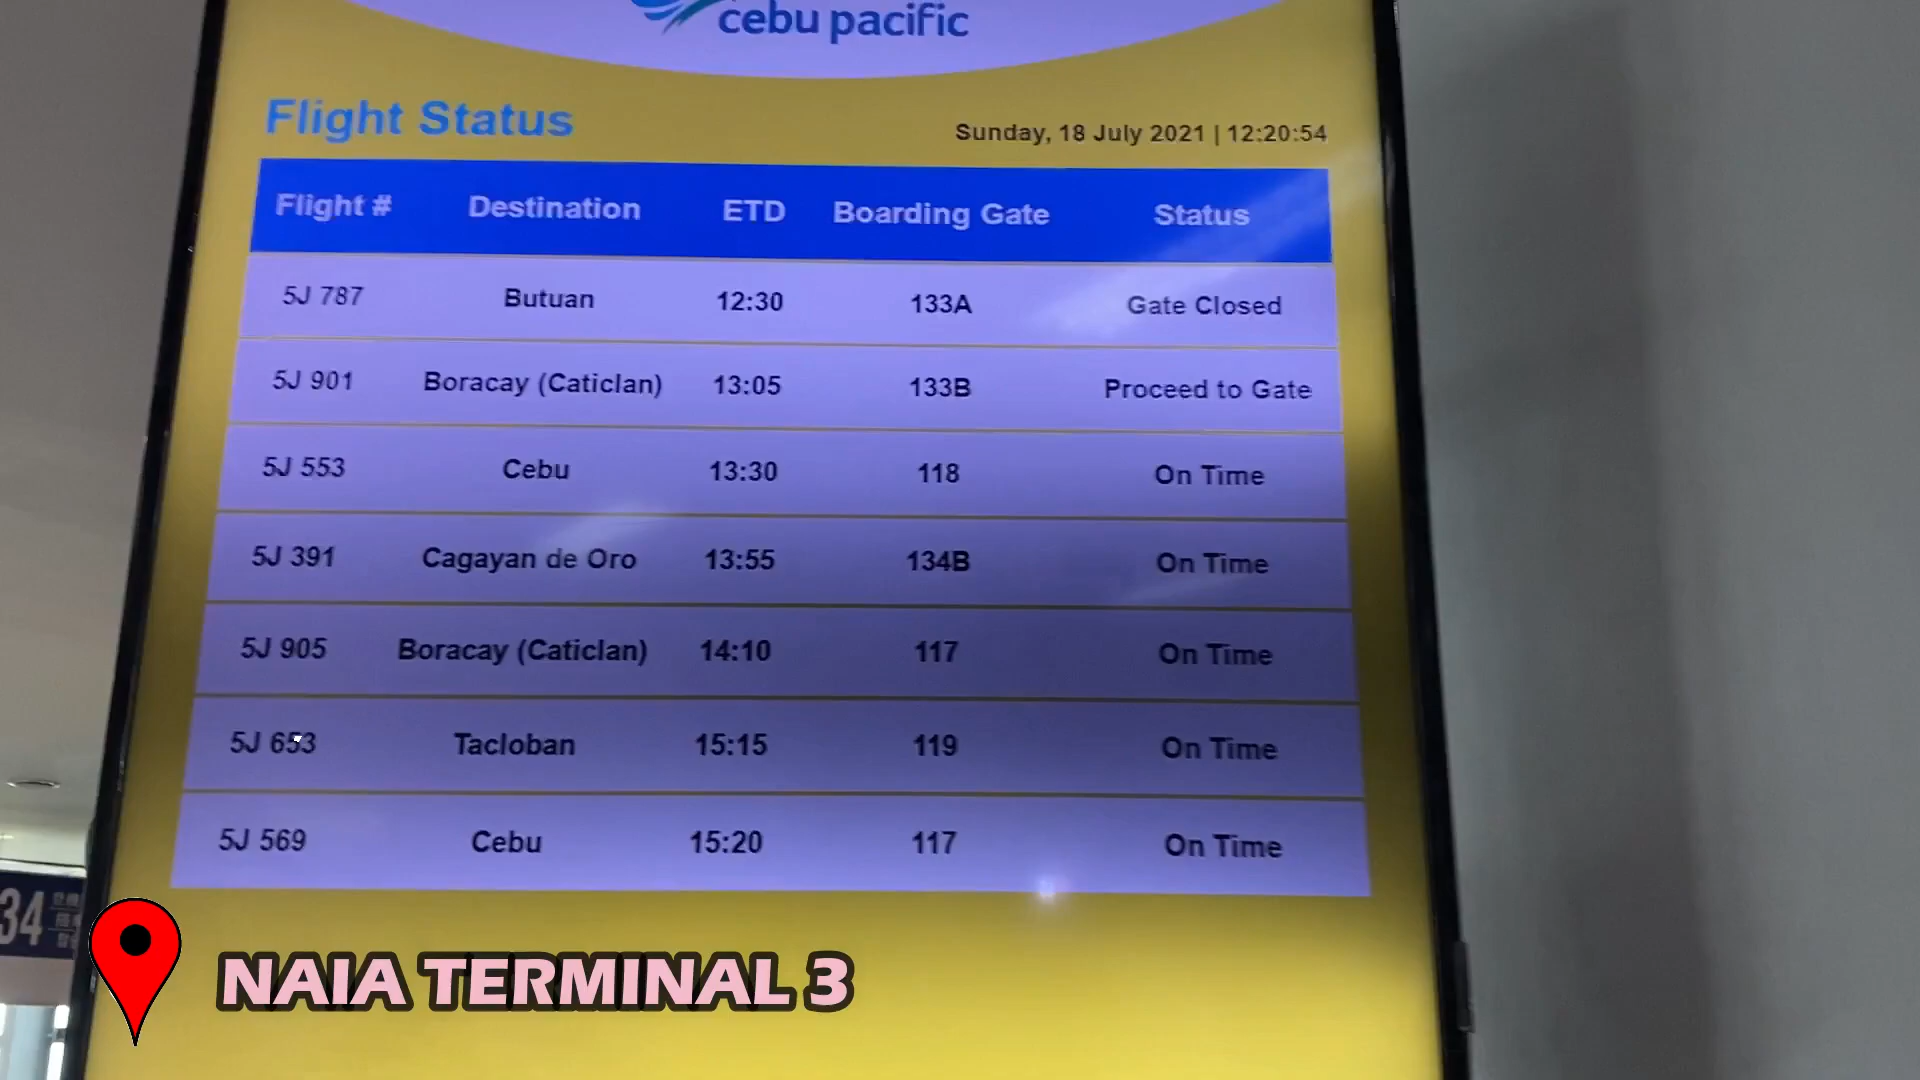 cebu pacific
Flight Status
Sunday, 18 July 2021 | 12:20:54
Flight # Destination ETD Boarding Gate Status
5J 787 Butuan 12:30 133A Gate Closed
5J 901 Boracay (Caticlan) 13:05 133B Proceed to Gate
5J 553 Cebu 13:30 118 On Time
5J 391 Cagayan de Oro 13:55 134B On Time
5J 905 Boracay (Caticlan) 14:10 117 On Time
5J 653 Tacloban 15:15 119 On Time
5J 569 Cebu 15:20 117 On Time
34
NAIA TERMINAL 3